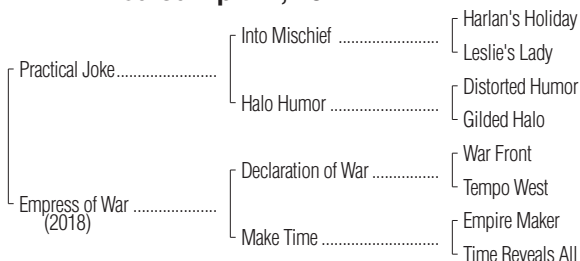 Harlan's Holiday
Into Mischief ........................
Leslie's Lady
Practical Joke........................
Distorted Humor
Halo Humor ..........................
Gilded Halo
War Front
Declaration of War ................
Tempo West
Empress of War ....................
(2018)
Empire Maker
Make Time ............................
Time Reveals All